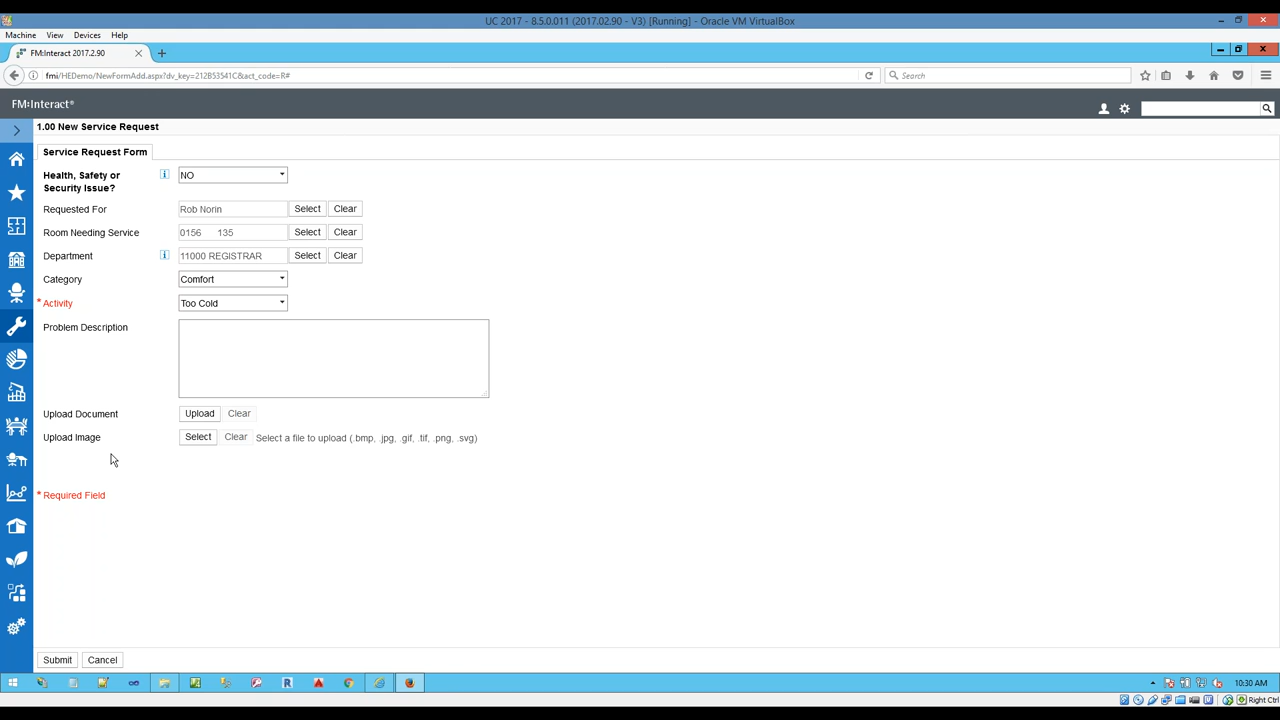 UC 2017 - 8.5.0.011 (2017.02.90 - V3) [Running] - Oracle VM VirtualBox
Machine View Devices Help
FM:Interact 2017.2.90
fmi/HEDemo/NewFormAdd.aspx?dv_key=212B53541C&act_code=R#
Search
FM:Interact®
1.00 New Service Request
Service Request Form
Health, Safety or
Security Issue?
NO
Requested For Rob Norin Select Clear
Room Needing Service 0156 135 Select Clear
Department 11000 REGISTRAR Select Clear
Category Comfort
* Activity Too Cold
Problem Description
Upload Document Upload Clear
Upload Image Select Clear Select a file to upload (.bmp, .jpg, .gif, .tif, .png, .svg)
* Required Field
Submit Cancel
10:30 AM
Right Ctrl